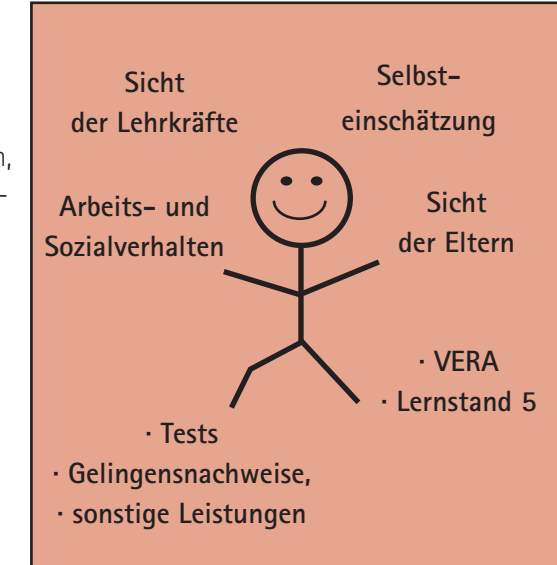 Sicht
der Lehrkräfte
Selbst-
einschätzung
Arbeits- und
Sozialverhalten
Sicht
der Eltern
· VERA
· Lernstand 5
· Tests
· Gelingensnachweise,
· sonstige Leistungen